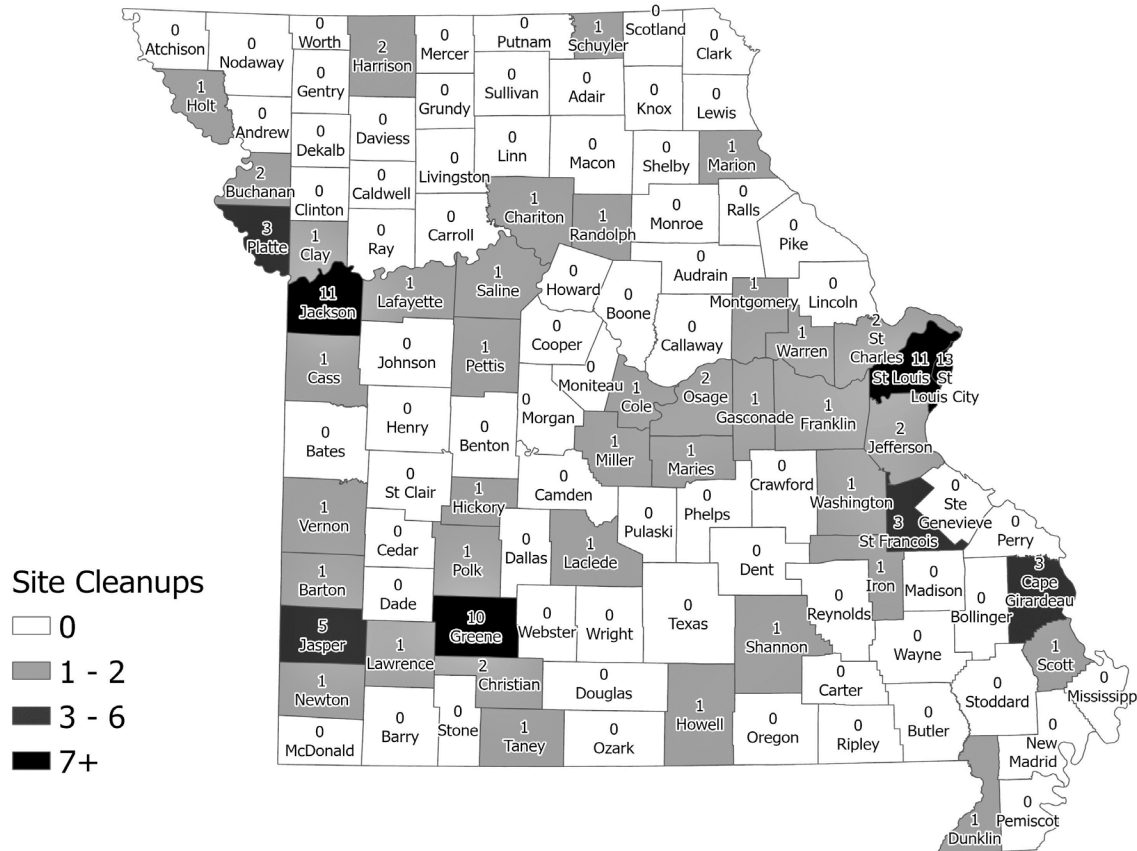 0
Atchison
0
Nodaway
0
Worth
2
Harrison
0
Mercer
0
Putnam
1
Schuyler
0
Scotland
0
Clark
1
Holt
0
Gentry
0
Grundy
0
Sullivan
0
Adair
0
Knox
0
Lewis
0
Andrew
0
Dekalb
0
Daviess
0
Livingston
0
Linn
0
Macon
0
Shelby
1
Marion
2
Buchanan
0
Clinton
0
Caldwell
3
Platte
1
Clay
0
Ray
0
Carroll
1
Chariton
1
Randolph
0
Monroe
0
Ralls
0
Pike
11
Jackson
1
Lafayette
1
Saline
0
Howard
0
Boone
0
Audrain
0
Callaway
1
Montgomery
0
Lincoln
1
Warren
2
St
Charles
11
St Louis
13
St
Louis City
1
Cass
0
Johnson
1
Pettis
0
Cooper
0
Moniteau
1
Cole
2
Osage
1
Gasconade
1
Franklin
2
Jefferson
0
Bates
0
Henry
0
Benton
0
Morgan
1
Miller
1
Maries
0
Crawford
1
Washington
3
St Francois
0
Ste
Genevieve
0
Perry
1
Vernon
0
St Clair
1
Hickory
0
Camden
0
Pulaski
0
Phelps
0
Cedar
1
Polk
0
Dallas
1
Laclede
0
Dent
1
Iron
0
Madison
0
Bollinger
3
Cape
Girardeau
1
Barton
0
Dade
0
Reynolds
5
Jasper
1
Lawrence
10
Greene
0
Webster
0
Wright
0
Texas
1
Shannon
0
Wayne
1
Scott
0
Mississipp
1
Newton
2
Christian
0
Douglas
0
Carter
0
Stoddard
0
McDonald
0
Barry
0
Stone
1
Taney
0
Ozark
1
Howell
0
Oregon
0
Ripley
0
Butler
0
New
Madrid
1
Dunklin
0
Pemiscot
Site Cleanups
0
1 - 2
3 - 6
7+